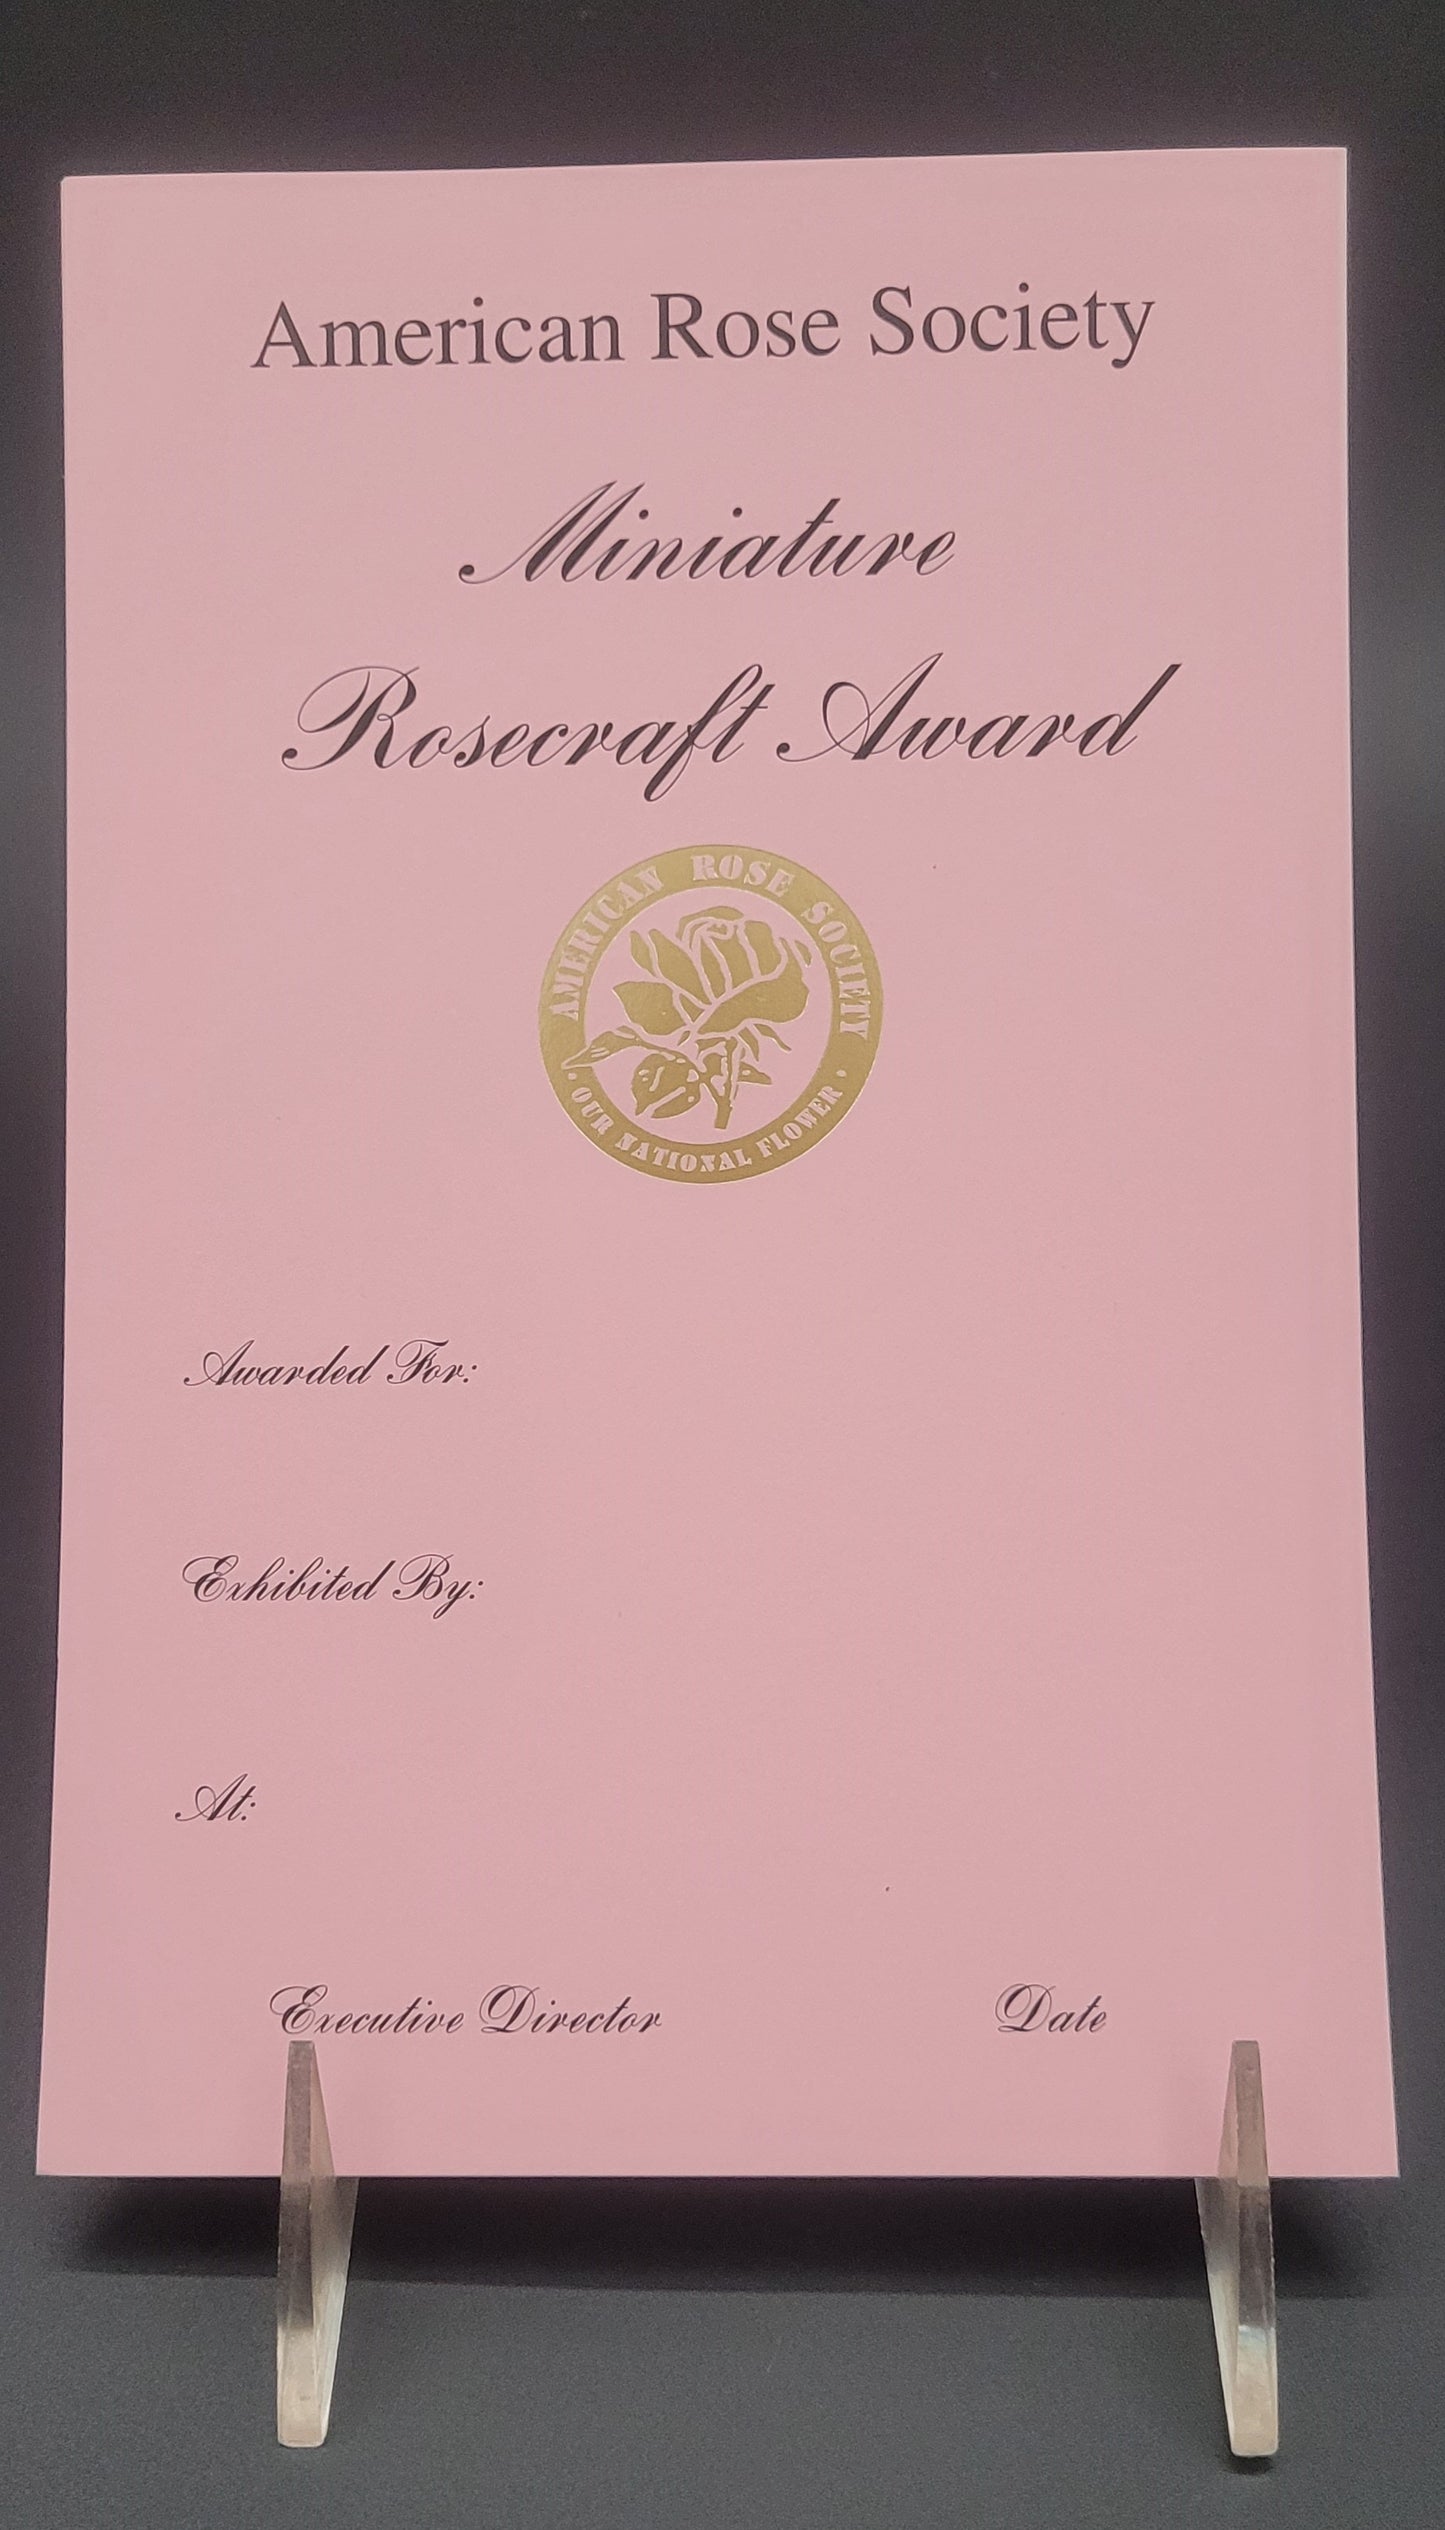 American Rose Society
Miniature
Rosecraft Award
AMERICAN ROSE SOCIETY
· OUR NATIONAL FLOWER ·
Awarded For:
Exhibited By:
At:
Executive Director Date